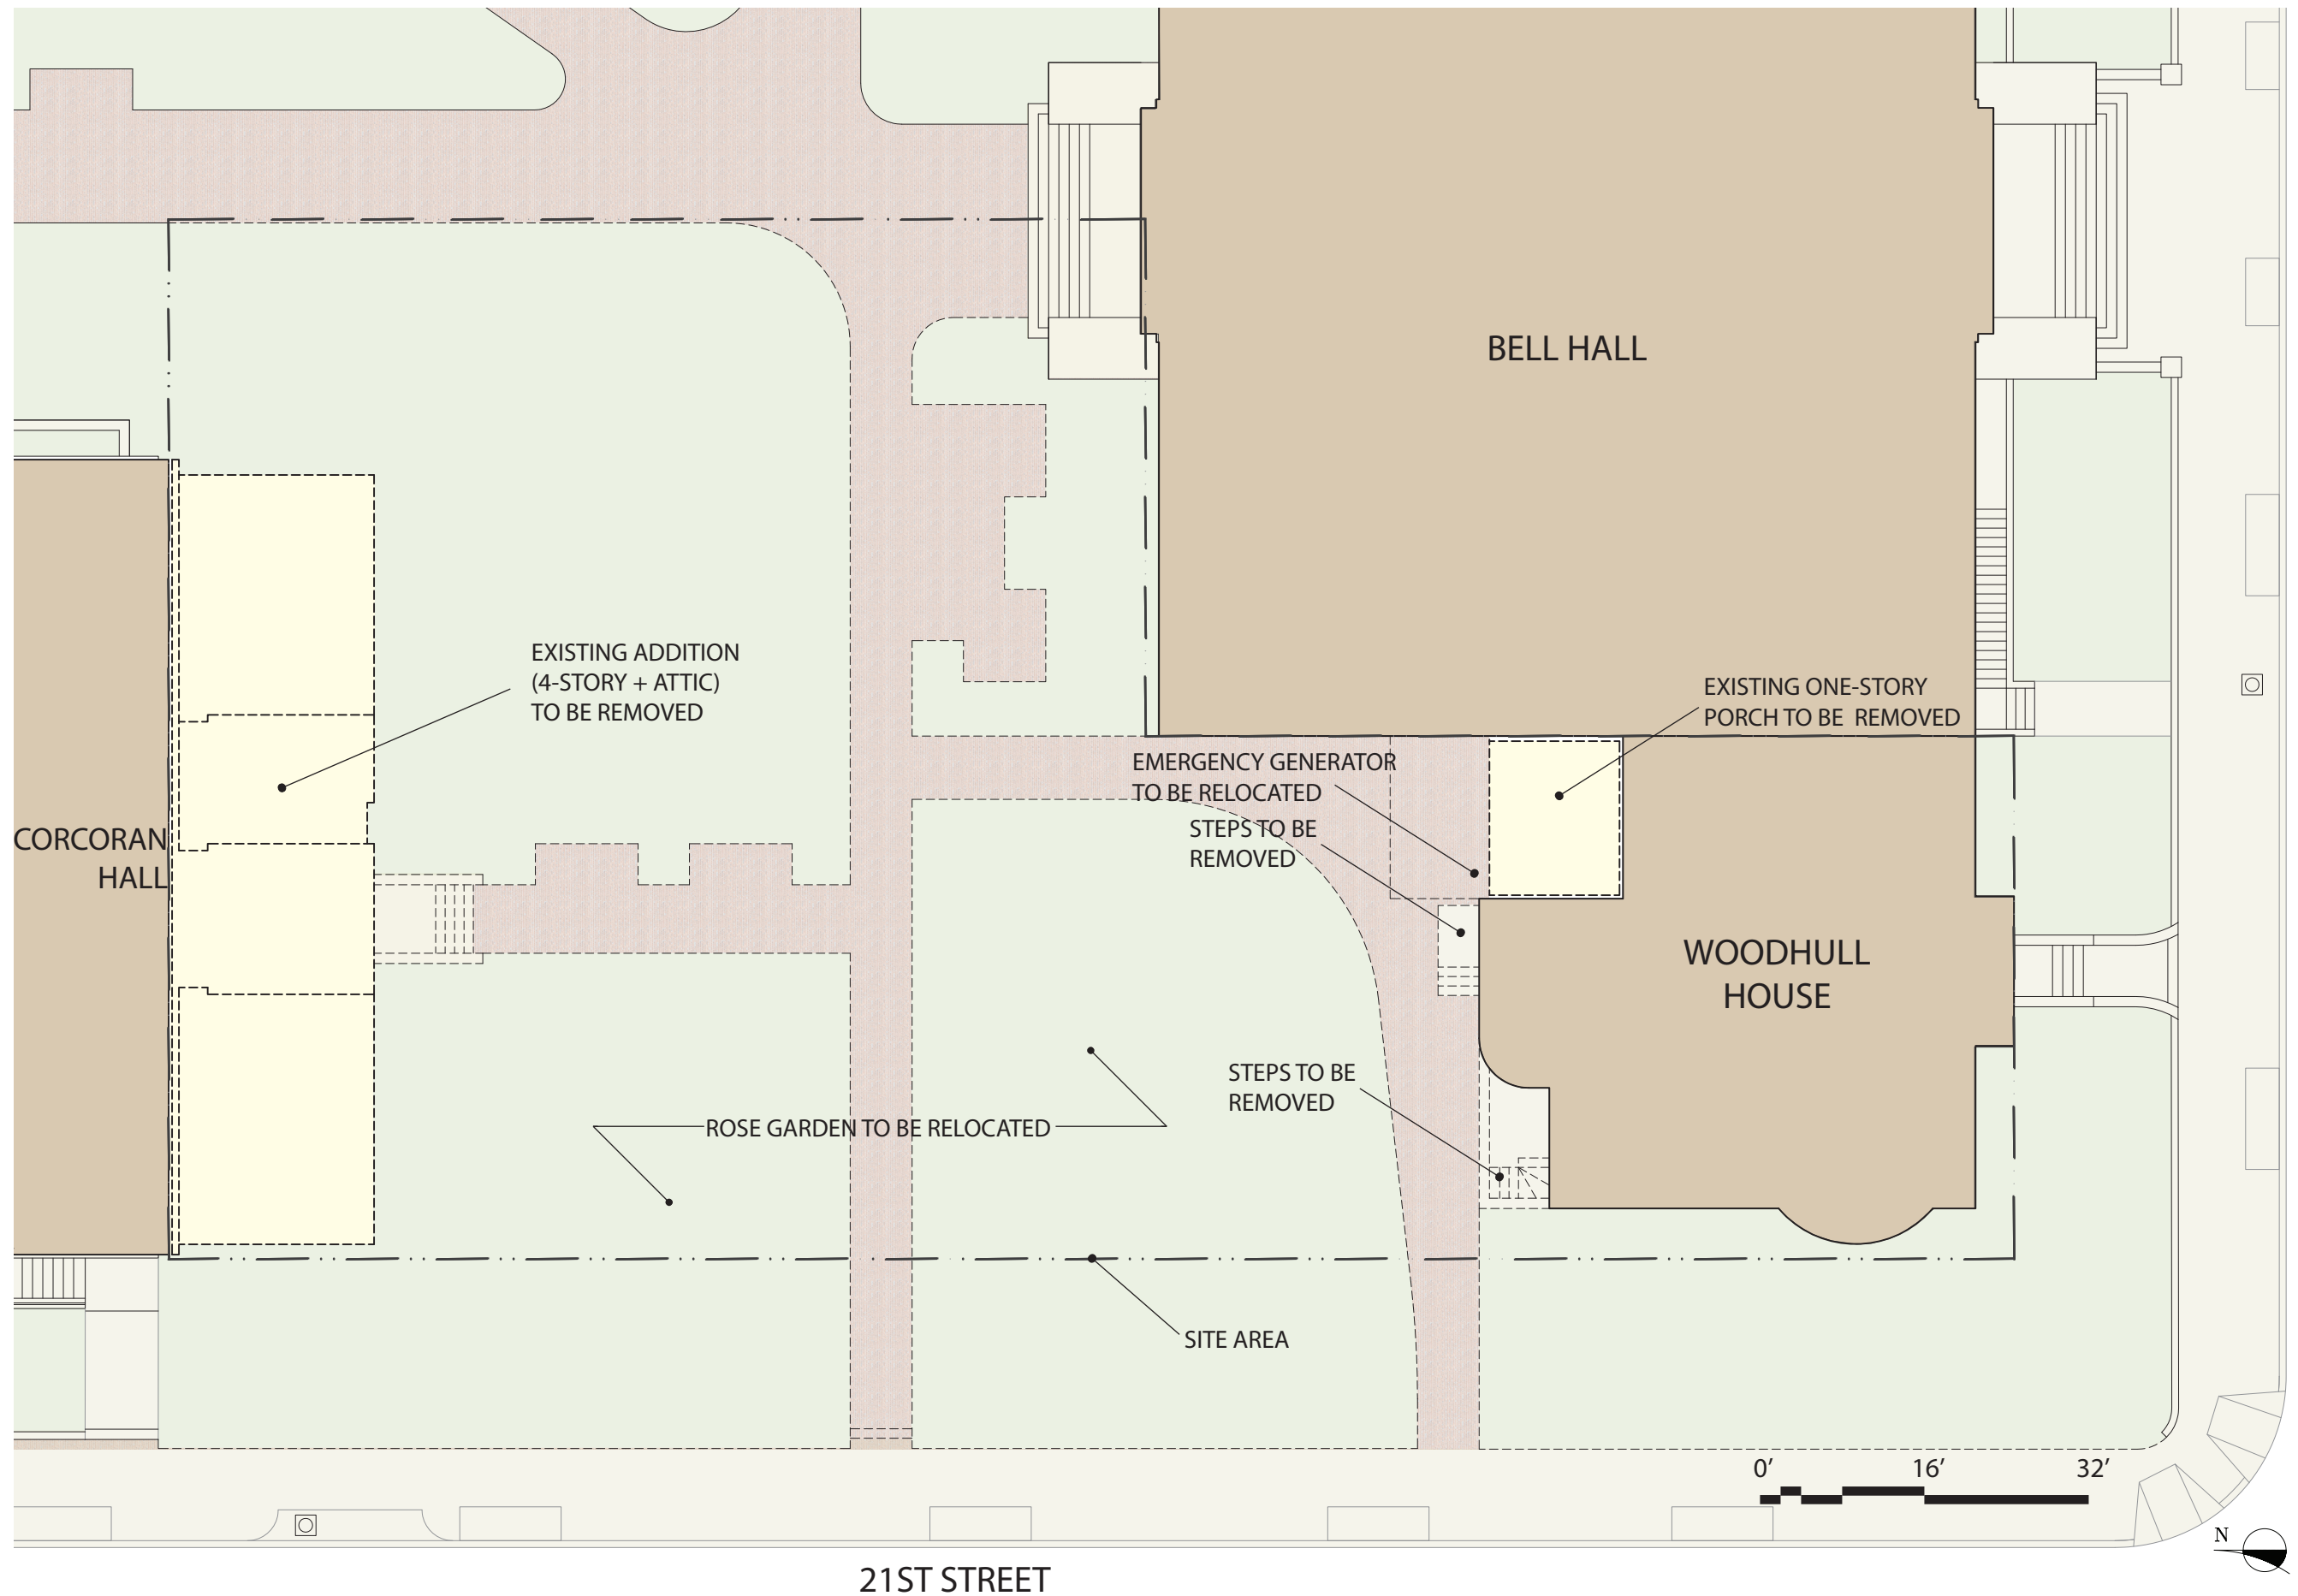 BELL HALL
EXISTING ADDITION
(4-STORY + ATTIC)
TO BE REMOVED
EXISTING ONE-STORY
PORCH TO BE REMOVED
EMERGENCY GENERATOR
TO BE RELOCATED
STEPS TO BE
REMOVED
CORCORAN
HALL
WOODHULL
HOUSE
STEPS TO BE
REMOVED
ROSE GARDEN TO BE RELOCATED
SITE AREA
0’ 16’ 32’
N
21ST STREET